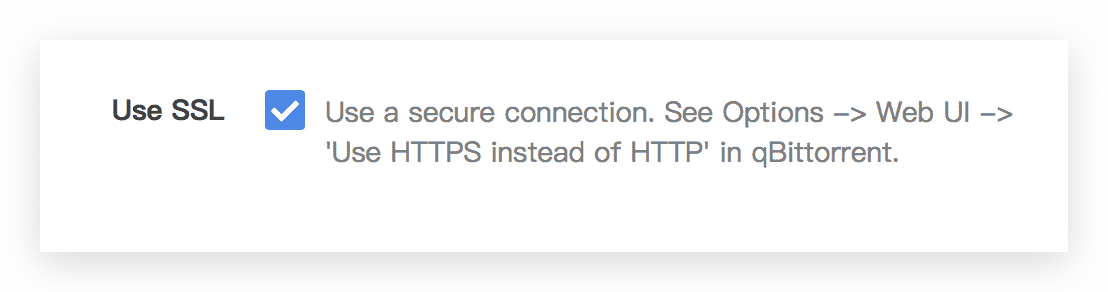 Use SSL Use a secure connection. See Options -> Web UI ->
'Use HTTPS instead of HTTP' in qBittorrent.